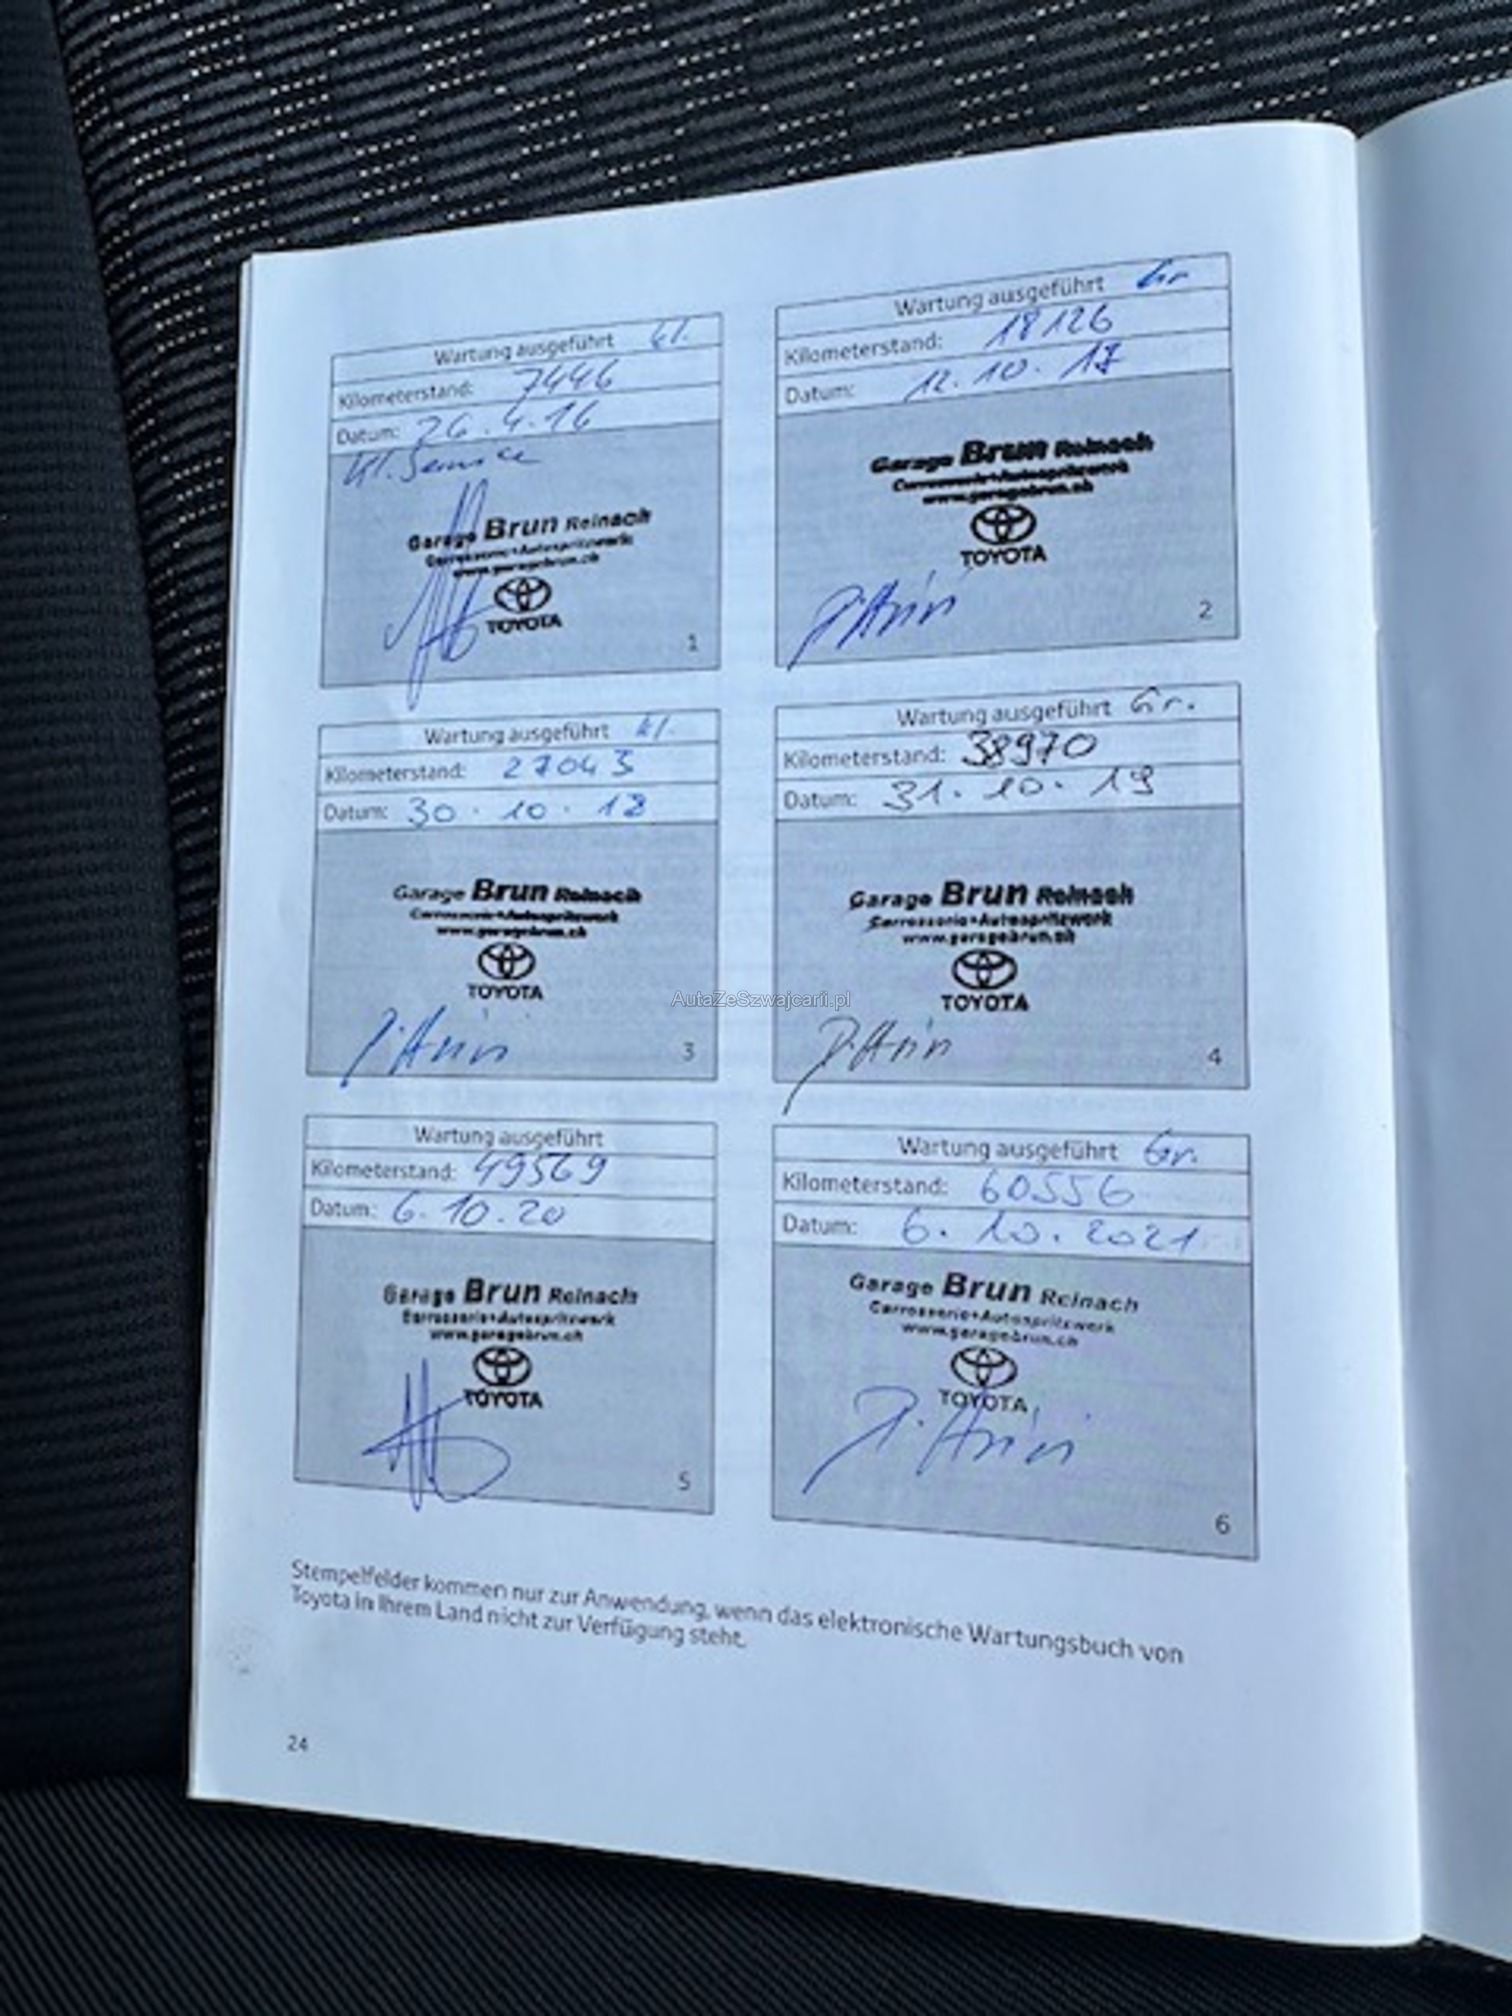 Wartung ausgeführt Kl.
Kilometerstand: 7446
Datum: 26.4.16
Kl. Service
Garage Brun Reinach
Carrosserie+Autospritzwerk
www.garagebrun.ch
TOYOTA
1
Wartung ausgeführt Gr.
Kilometerstand: 18126
Datum: 12.10.17
Garage Brun Reinach
Carrosserie+Autospritzwerk
www.garagebrun.ch
TOYOTA
2
Wartung ausgeführt Kl.
Kilometerstand: 27043
Datum: 30.10.18
Garage Brun Reinach
Carrosserie+Autospritzwerk
www.garagebrun.ch
TOYOTA
3
Wartung ausgeführt Gr.
Kilometerstand: 38970
Datum: 31.10.19
Garage Brun Reinach
Carrosserie+Autospritzwerk
www.garagebrun.ch
TOYOTA
4
AutaZeSzwajcarii.pl
Wartung ausgeführt
Kilometerstand: 49569
Datum: 6.10.20
Garage Brun Reinach
Carrosserie+Autospritzwerk
www.garagebrun.ch
TOYOTA
5
Wartung ausgeführt Gr.
Kilometerstand: 60556
Datum: 6.10.2021
Garage Brun Reinach
Carrosserie+Autospritzwerk
www.garagebrun.ch
TOYOTA
6
Stempelfelder kommen nur zur Anwendung, wenn das elektronische Wartungsbuch von
Toyota in Ihrem Land nicht zur Verfügung steht.
24